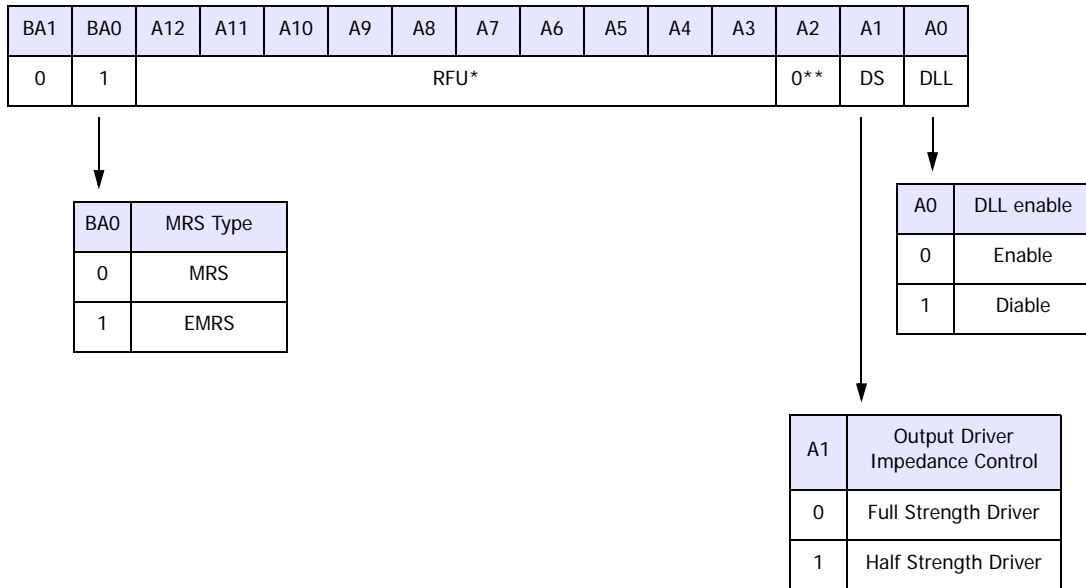 BA1 BA0 A12 A11 A10 A9 A8 A7 A6 A5 A4 A3 A2 A1 A0
0 1 RFU* 0** DS DLL
BA0 MRS Type
0 MRS
1 EMRS
A0 DLL enable
0 Enable
1 Diable
A1 Output Driver
Impedance Control
0 Full Strength Driver
1 Half Strength Driver